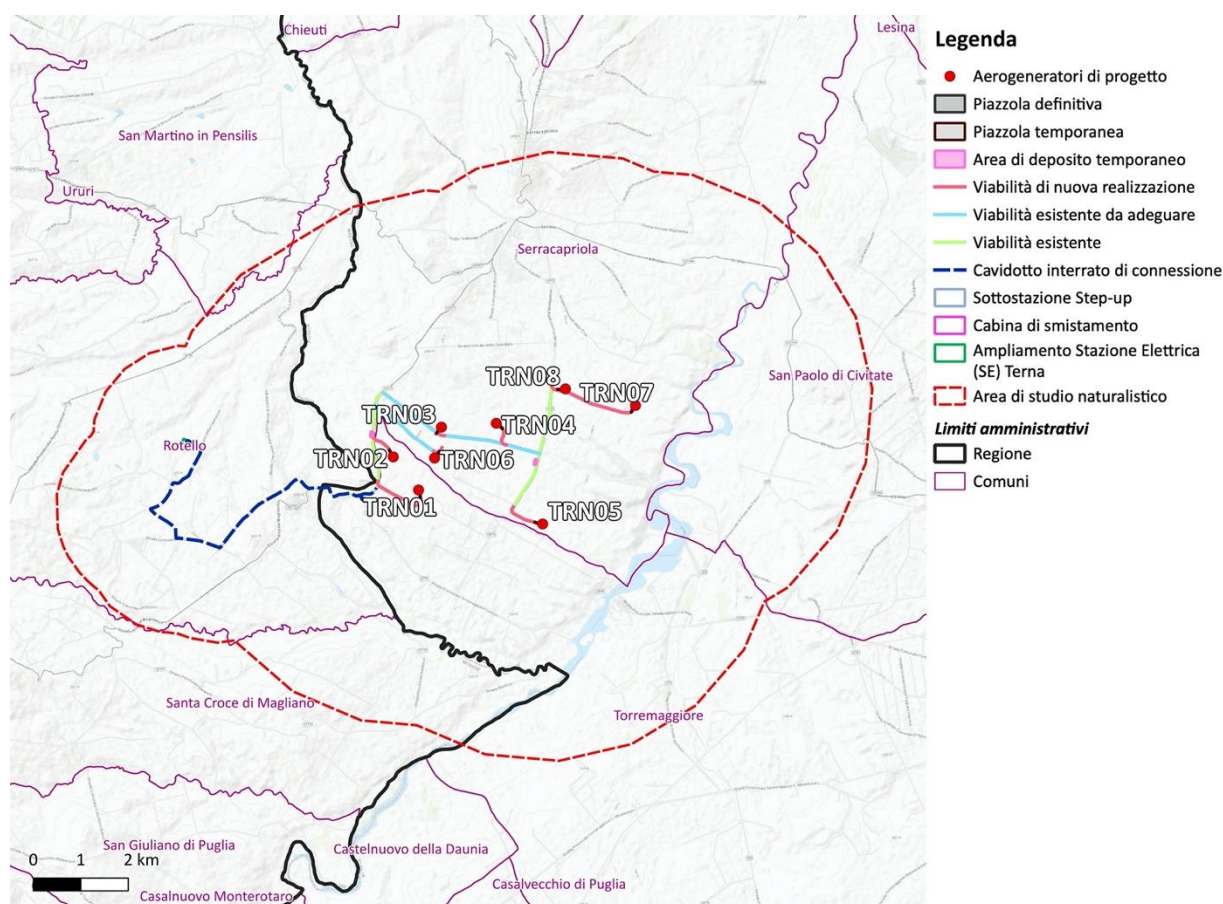 Chieuti
Lesina
San Martino in Pensilis
Ururi
Serracapriola
San Paolo di Civitate
TRN08
TRN07
TRN03
TRN04
Rotello
TRN02
TRN06
TRN01
TRN05
Santa Croce di Magliano
Torremaggiore
San Giuliano di Puglia
Castelnuovo della Daunia
Casalvecchio di Puglia
Casalnuovo Monterotaro
0 1 2 km
Legenda
Aerogeneratori di progetto
Piazzola definitiva
Piazzola temporanea
Area di deposito temporaneo
Viabilità di nuova realizzazione
Viabilità esistente da adeguare
Viabilità esistente
Cavidotto interrato di connessione
Sottostazione Step-up
Cabina di smistamento
Ampliamento Stazione Elettrica
(SE) Terna
Area di studio naturalistico
Limiti amministrativi
Regione
Comuni